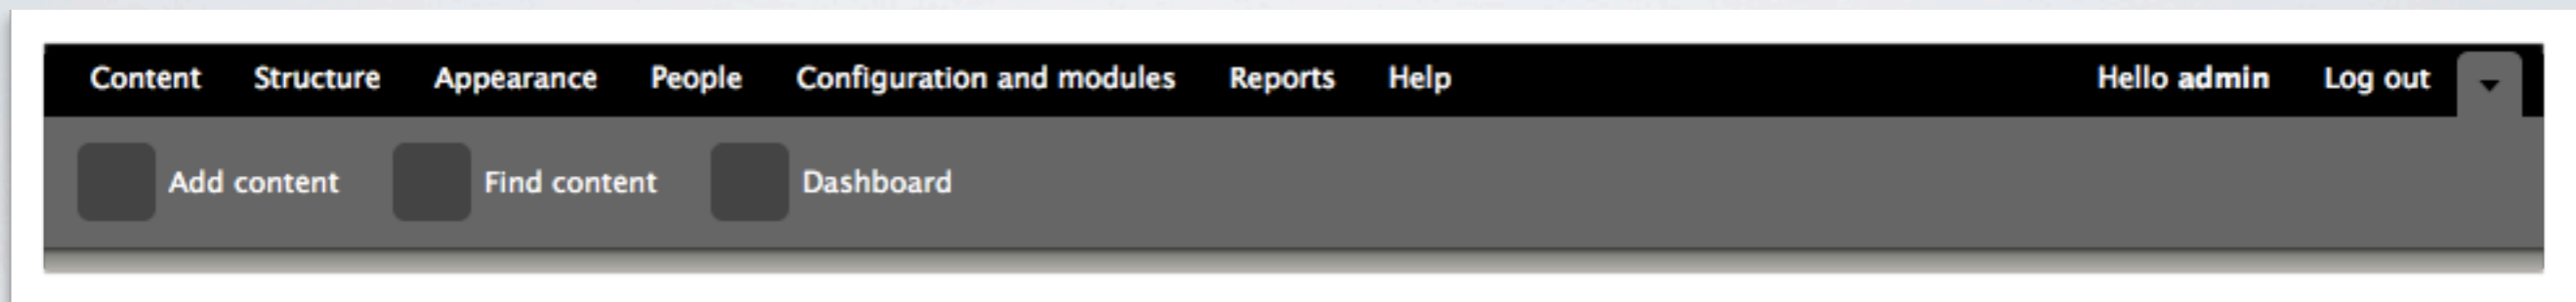 Content Structure Appearance People Configuration and modules Reports Help Hello admin Log out
Add content Find content Dashboard